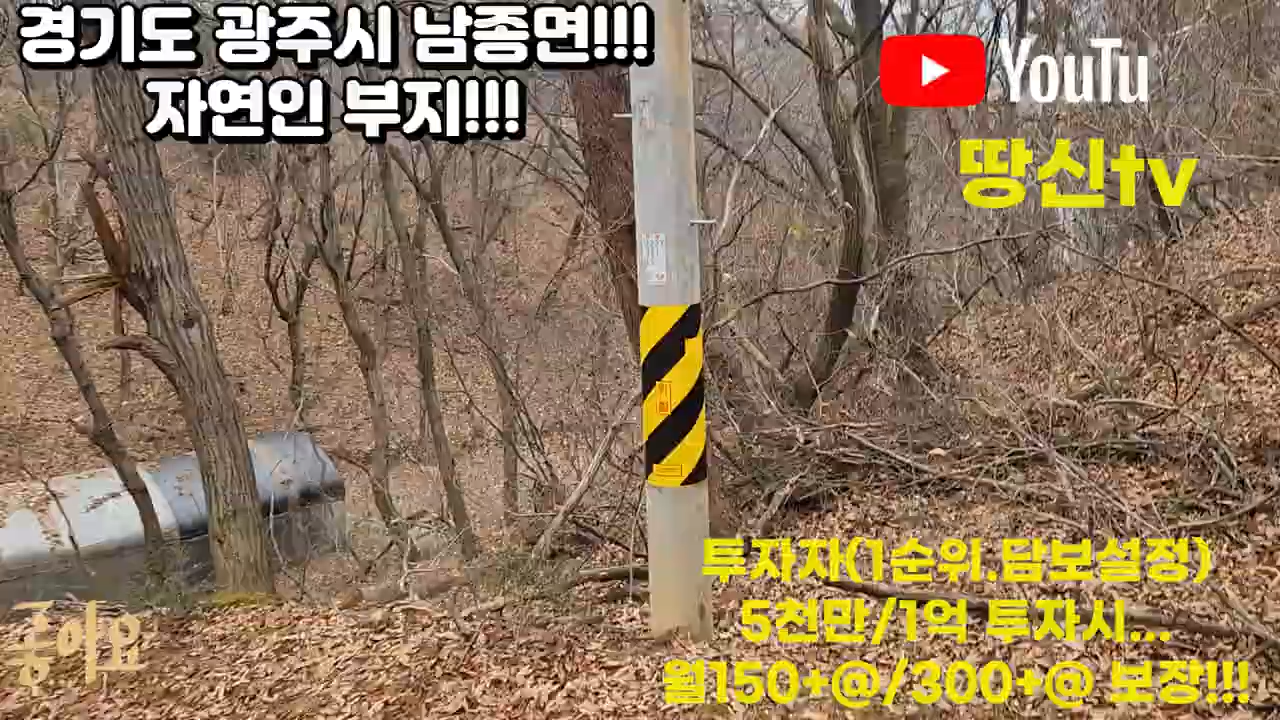 경기도 광주시 남종면!!!
자연인 부지!!!
YouTu
땅신tv
위험
투자자(1순위.담보설정)
5천만/1억 투자시...
월150+@/300+@ 보장!!!
좋아요